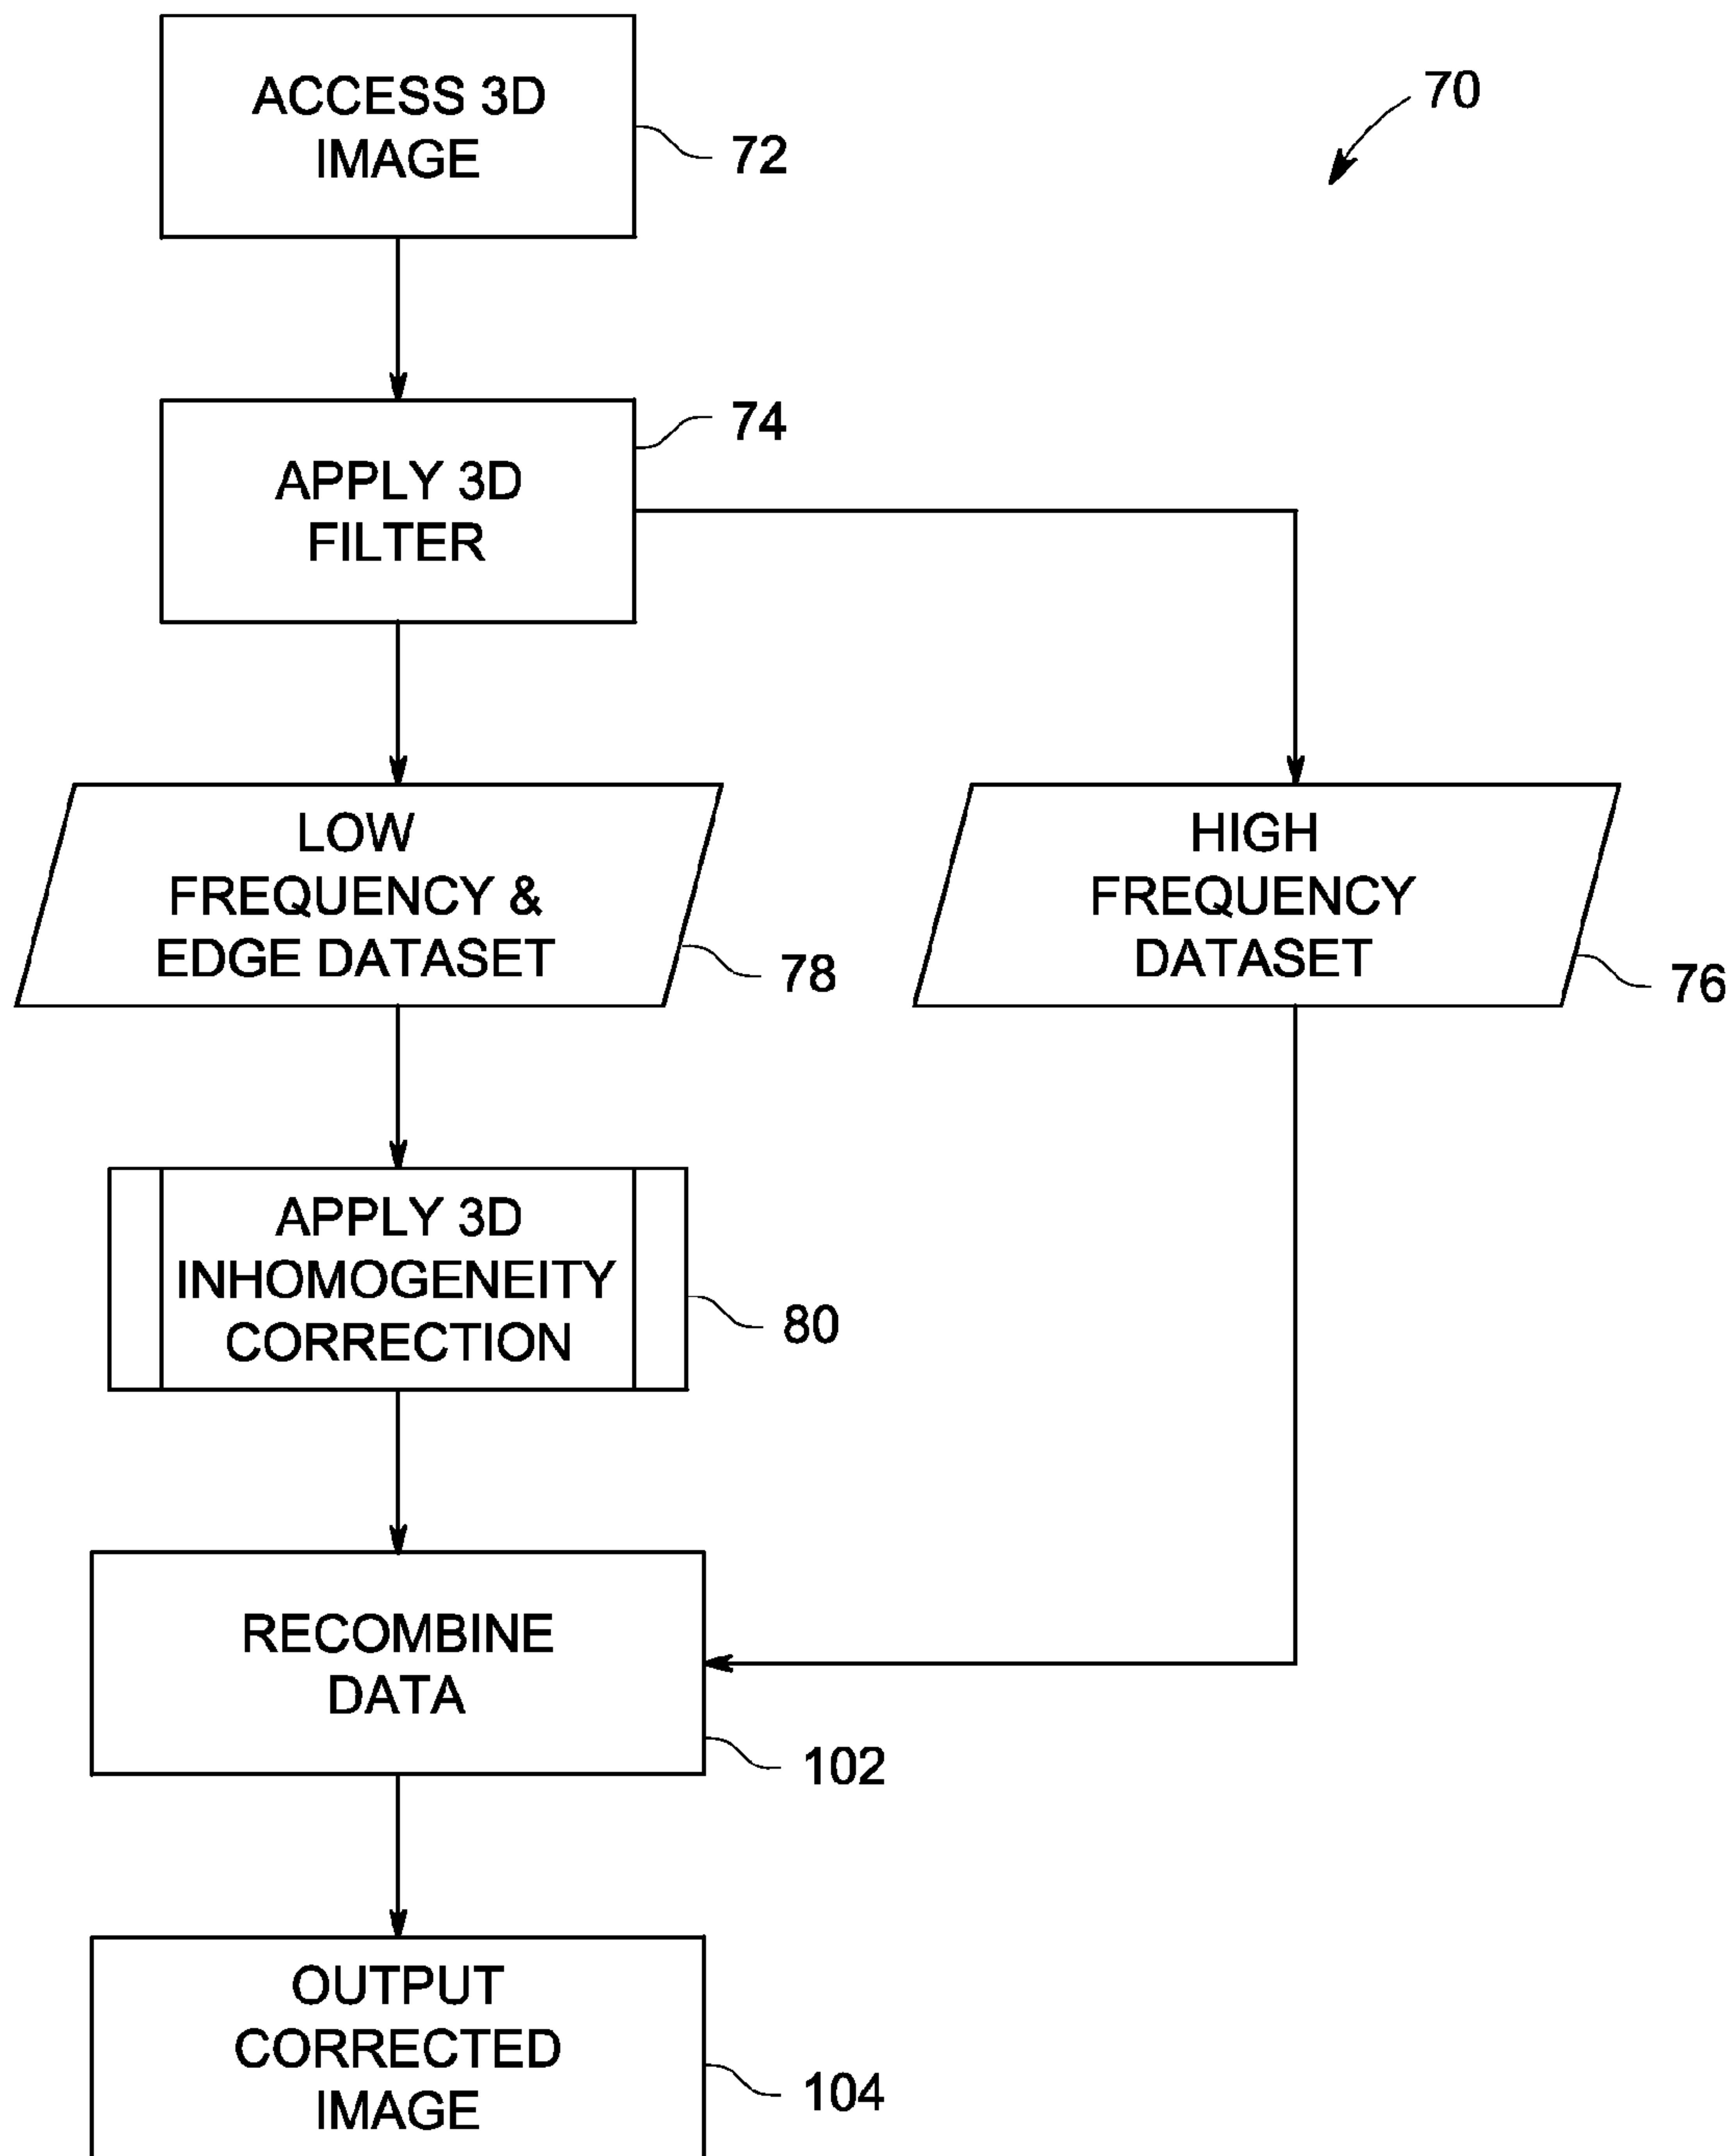 ACCESS 3D
IMAGE
72
70
APPLY 3D
FILTER
74
LOW
FREQUENCY &
EDGE DATASET
78
HIGH
FREQUENCY
DATASET
76
APPLY 3D
INHOMOGENEITY
CORRECTION
80
RECOMBINE
DATA
102
OUTPUT
CORRECTED
IMAGE
104